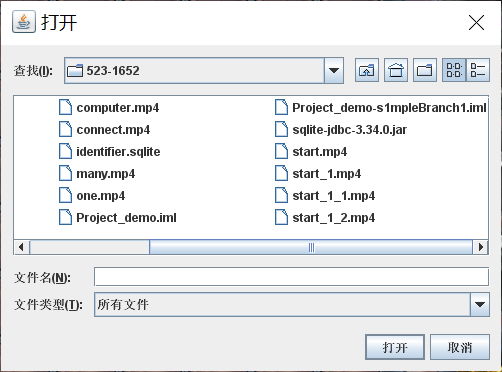 打开
查找(I):
523-1652
computer.mp4
connect.mp4
identifier.sqlite
many.mp4
one.mp4
Project_demo.iml
Project_demo-s1mpleBranch1.iml
sqlite-jdbc-3.34.0.jar
start.mp4
start_1.mp4
start_1_1.mp4
start_1_2.mp4
文件名(N):
文件类型(T):
所有文件
打开
取消